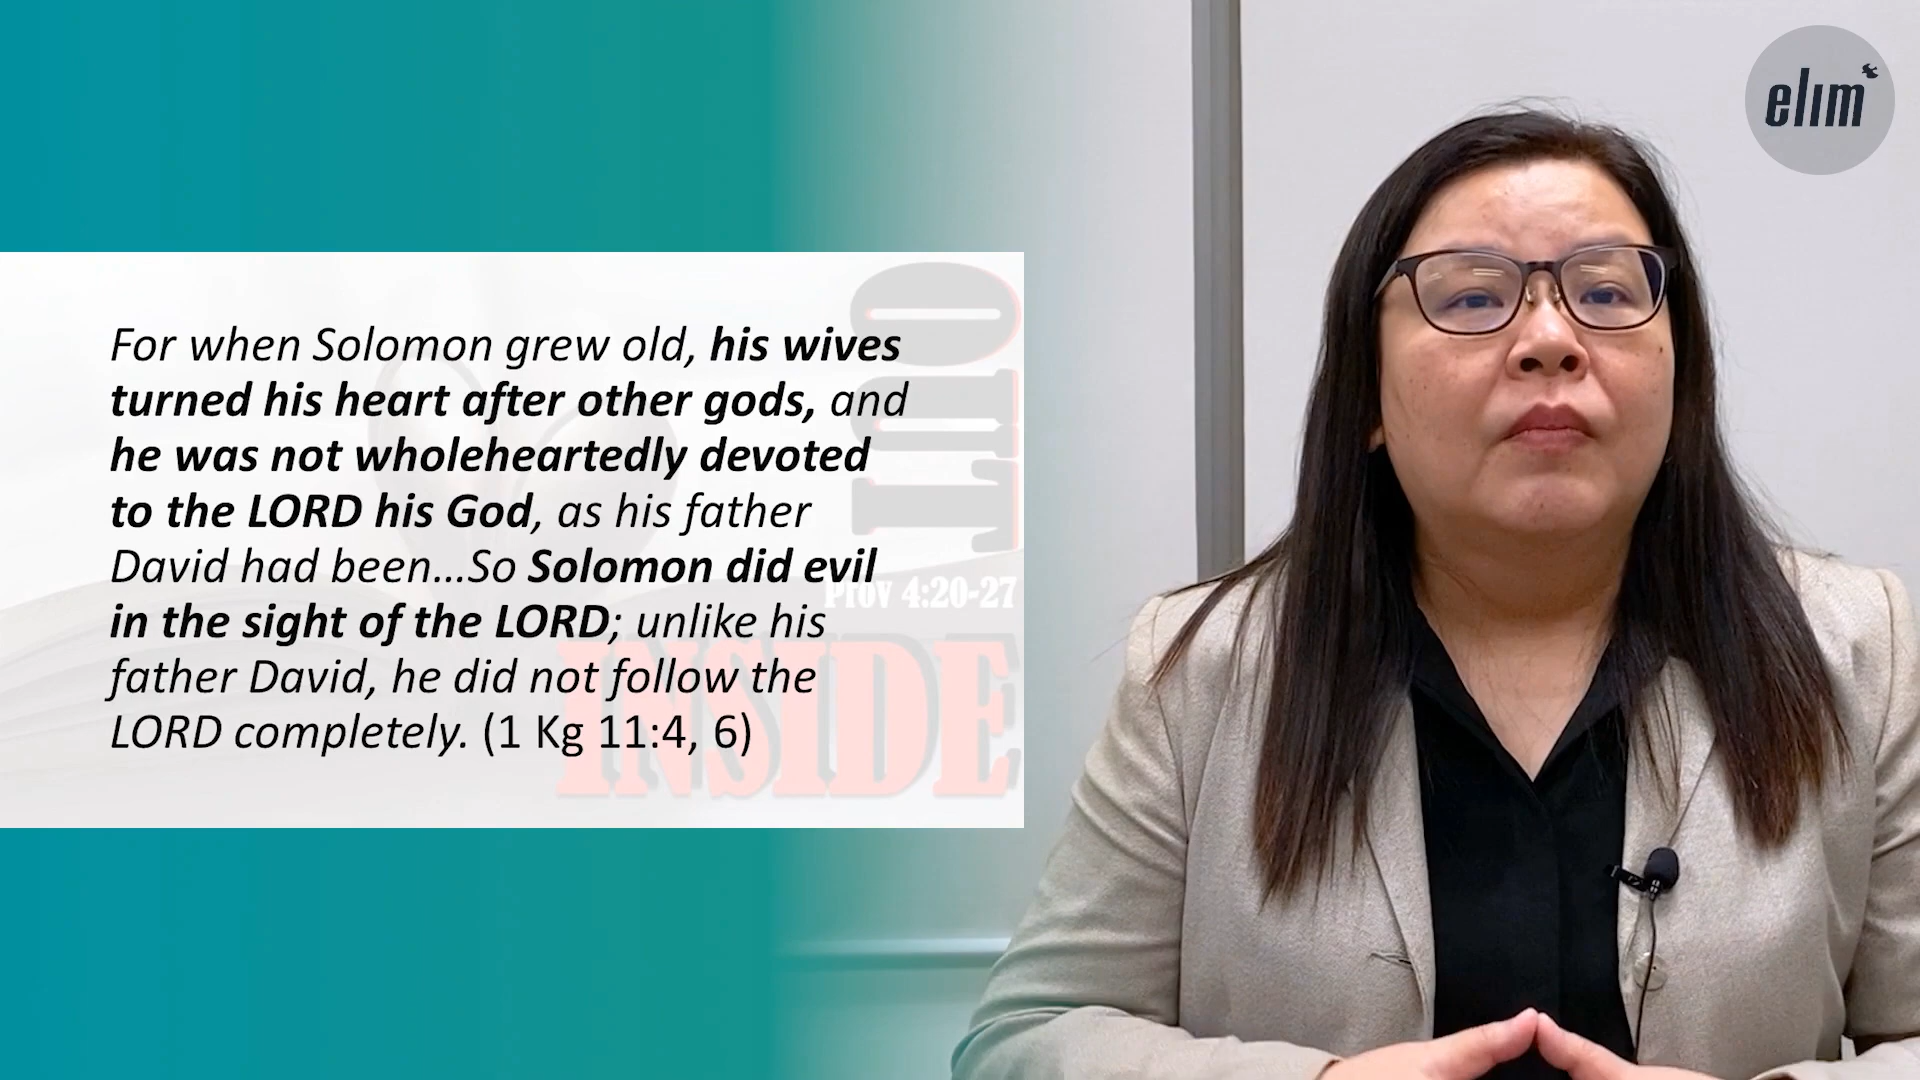 elim
For when Solomon grew old, his wives
turned his heart after other gods, and
he was not wholeheartedly devoted
to the LORD his God, as his father
David had been...So Solomon did evil
in the sight of the LORD; unlike his
father David, he did not follow the
LORD completely. (1 Kg 11:4, 6)
INSIDE
Prov 4:20-27
OUT